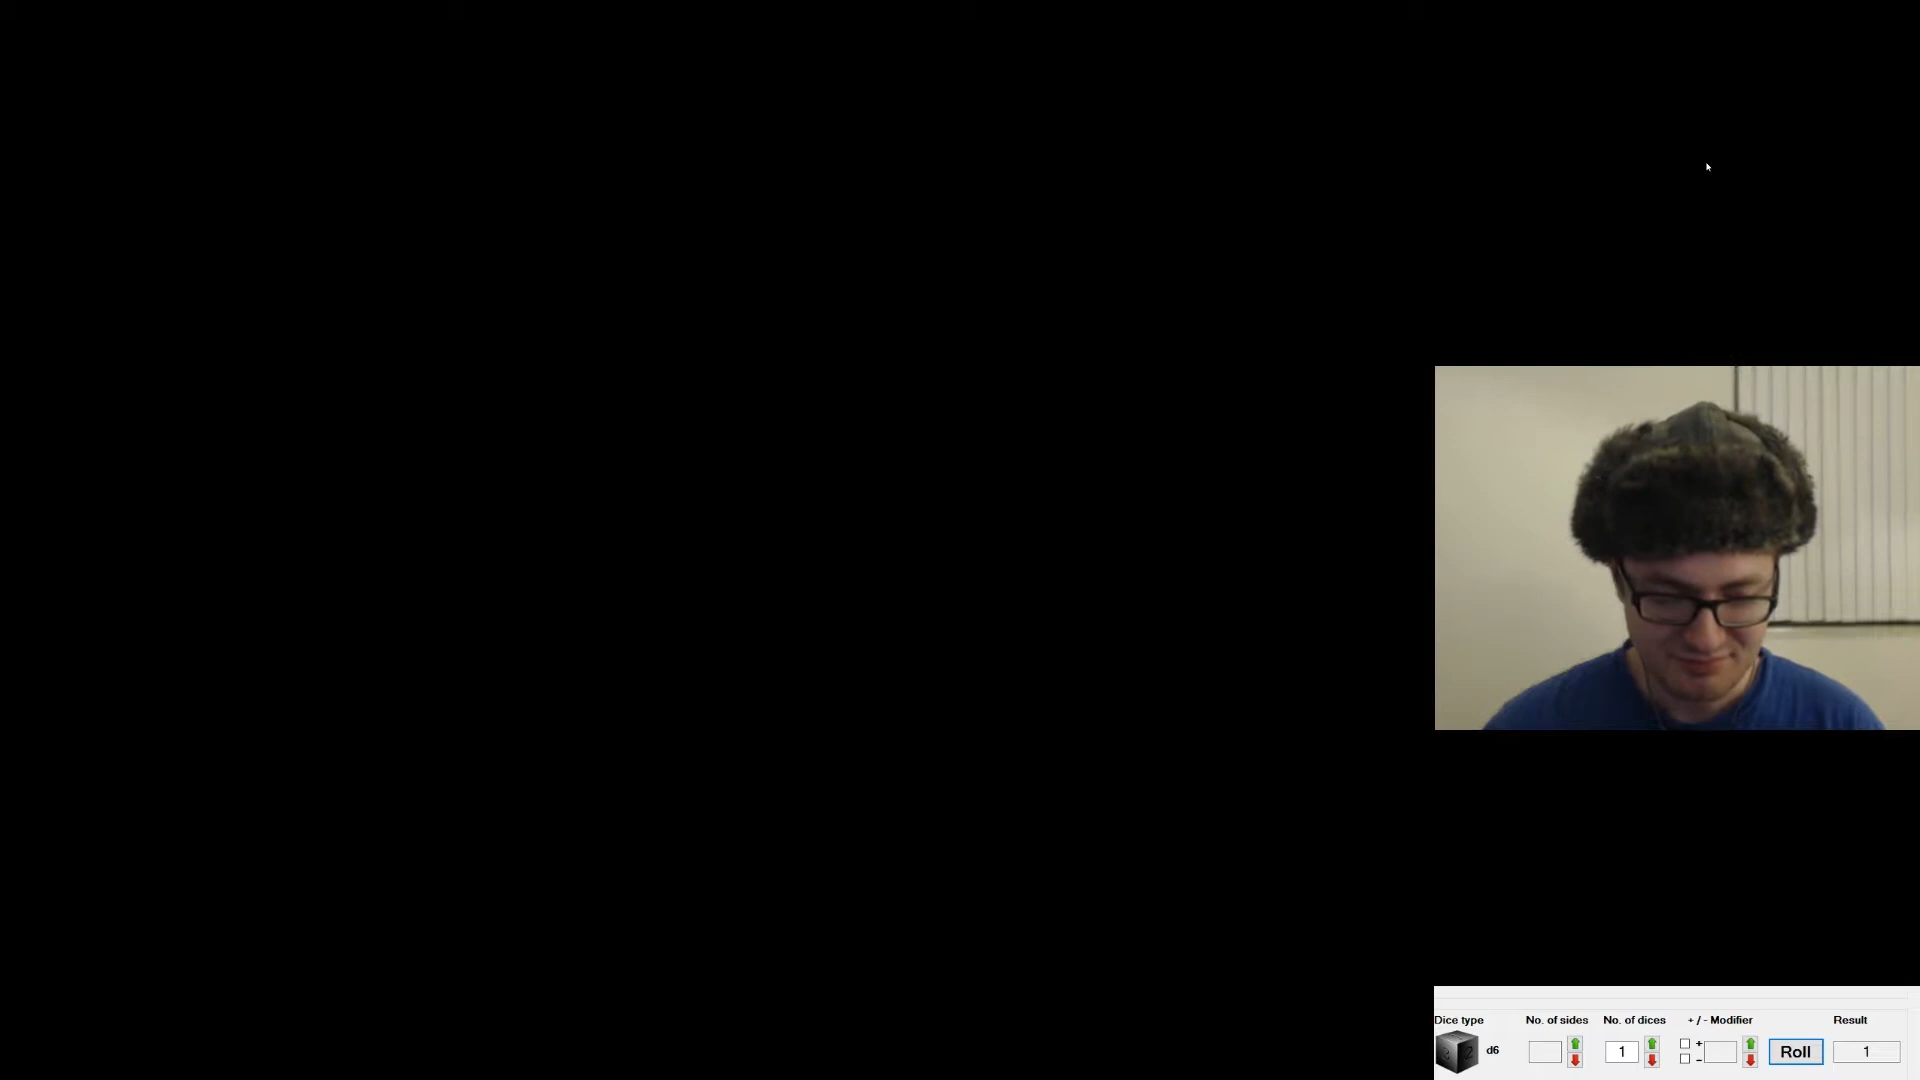 Dice type No. of sides No. of dices + / - Modifier Result
d6 1 + - Roll 1